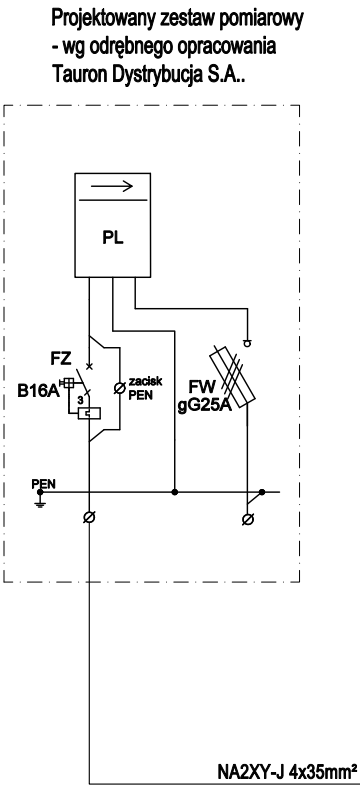 Projektowany zestaw pomiarowy
- wg odrębnego opracowania
Tauron Dystrybucja S.A..
PL
FZ
B16A
3
zacisk
PEN
FW
gG25A
PEN
NA2XY-J 4x35mm²